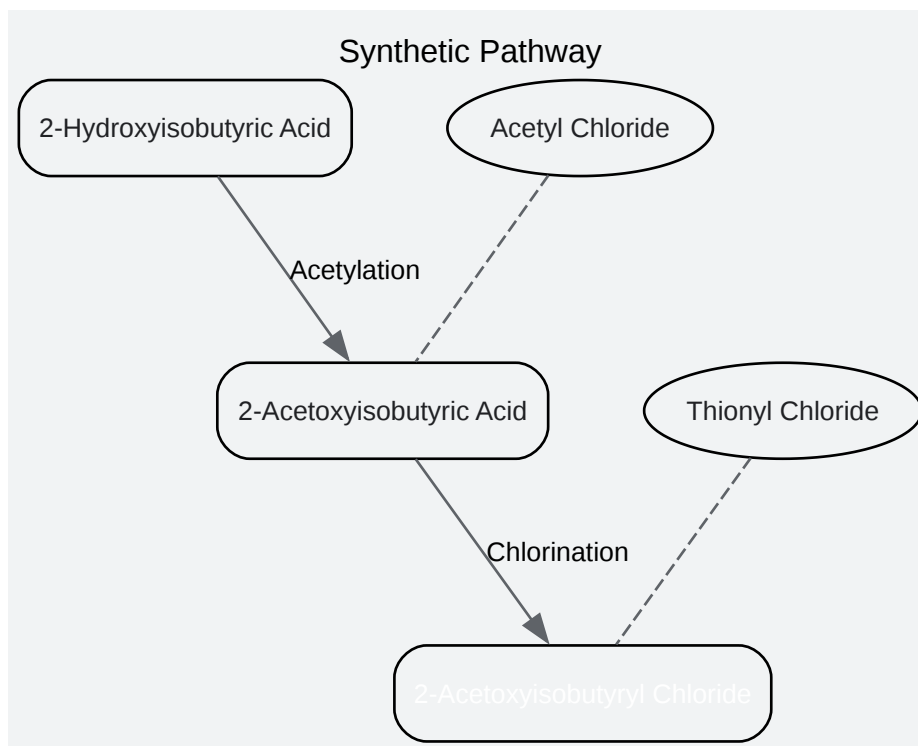 Synthetic Pathway
2-Hydroxyisobutyric Acid
Acetyl Chloride
Acetylation
2-Acetoxyisobutyric Acid
Thionyl Chloride
Chlorination
2-Acetoxyisobutyryl Chloride